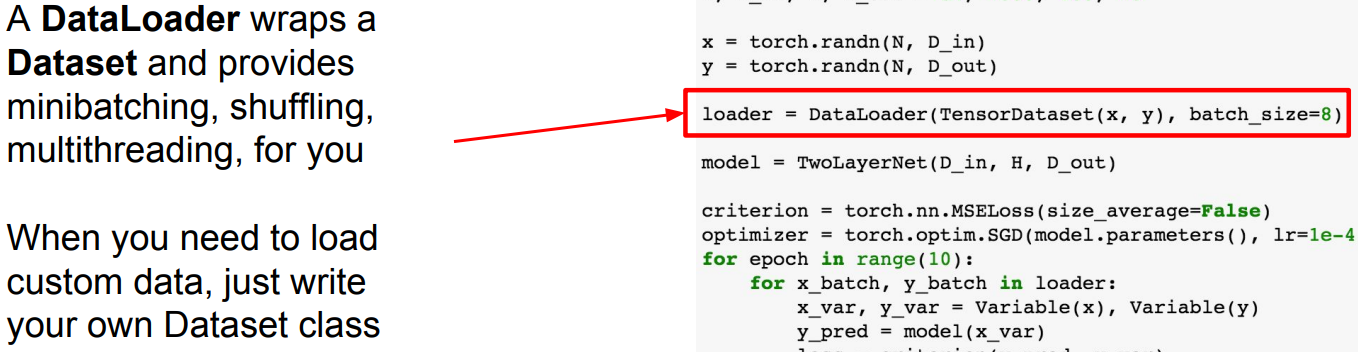 A DataLoader wraps a
Dataset and provides
minibatching, shuffling,
multithreading, for you
When you need to load
custom data, just write
your own Dataset class
x = torch.randn(N, D_in)
y = torch.randn(N, D_out)
loader = DataLoader(TensorDataset(x, y), batch_size=8)
model = TwoLayerNet(D_in, H, D_out)
criterion = torch.nn.MSELoss(size_average=False)
optimizer = torch.optim.SGD(model.parameters(), lr=1e-4
for epoch in range(10):
    for x_batch, y_batch in loader:
        x_var, y_var = Variable(x), Variable(y)
        y_pred = model(x_var)